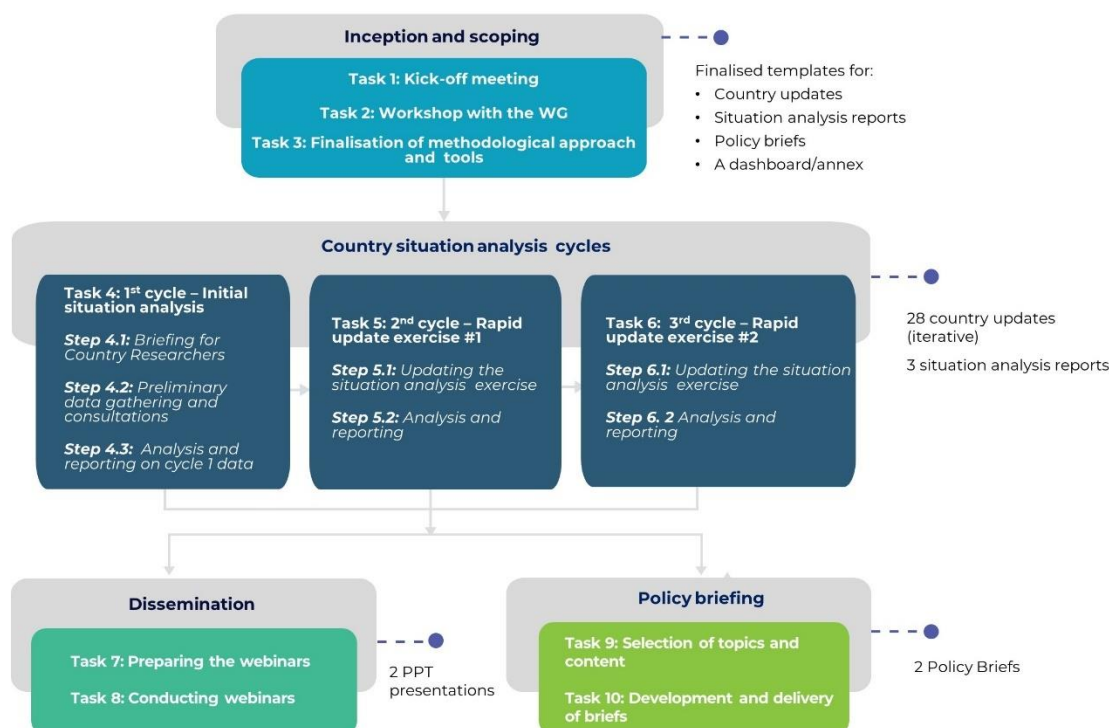 Inception and scoping
Task 1: Kick-off meeting
Task 2: Workshop with the WG
Task 3: Finalisation of methodological approach
and tools
Finalised templates for:
• Country updates
• Situation analysis reports
• Policy briefs
• A dashboard/annex
Country situation analysis cycles
Task 4: 1st cycle – Initial
situation analysis
Step 4.1: Briefing for
Country Researchers
Step 4.2: Preliminary
data gathering and
consultations
Step 4.3: Analysis and
reporting on cycle 1 data
Task 5: 2nd cycle – Rapid
update exercise #1
Step 5.1: Updating the
situation analysis exercise
Step 5.2: Analysis and
reporting
Task 6: 3rd cycle – Rapid
update exercise #2
Step 6.1: Updating the situation
analysis exercise
Step 6. 2 Analysis and
reporting
28 country updates
(iterative)
3 situation analysis reports
Dissemination
Task 7: Preparing the webinars
Task 8: Conducting webinars
2 PPT
presentations
Policy briefing
Task 9: Selection of topics and
content
Task 10: Development and delivery
of briefs
2 Policy Briefs